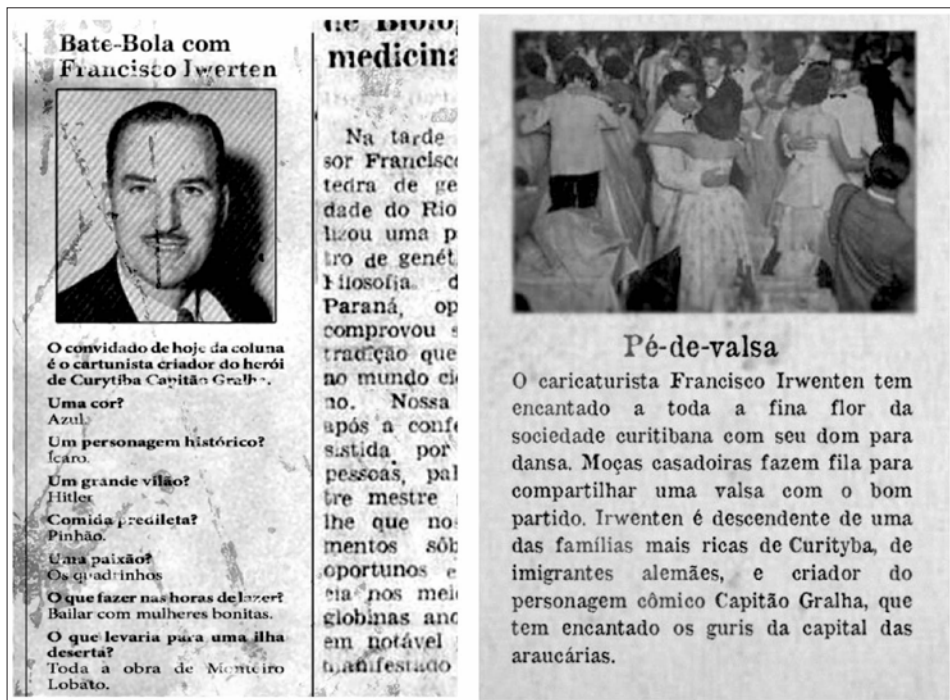 Bate-Bola com
Francisco Iwerten
O convidado de hoje da coluna
é o cartunista criador do herói
de Curytiba Capitão Gralha.
Uma cor?
Azul.
Um personagem histórico?
Ícaro.
Um grande vilão?
Hitler
Comida predileta?
Pinhão.
Uma paixão?
Os quadrinhos
O que fazer nas horas de lazer?
Bailar com mulheres bonitas.
O que levaria para uma ilha
deserta?
Toda a obra de Monteiro
Lobato.
de
medicina
Na tarde
sor Francisco
tedra de ge
dade do Rio
lizou uma p
tro de genét
Filosofia d
Paraná, op
comprovou s
tradição que
ao mundo ci
no. Nossa
após a confe
sistida por
pessoas, pal
tre mestre
lhe que no
mentos sôb
oportunos e
eia nos mei
globinas ano
em notável
manifestado
Pé-de-valsa
O caricaturista Francisco Irwenten tem
encantado a toda a fina flor da
sociedade curitibana com seu dom para
dansa. Moças casadoiras fazem fila para
compartilhar uma valsa com o bom
partido. Irwenten é descendente de uma
das famílias mais ricas de Curityba, de
imigrantes alemães, e criador do
personagem cômico Capitão Gralha, que
tem encantado os guris da capital das
araucárias.